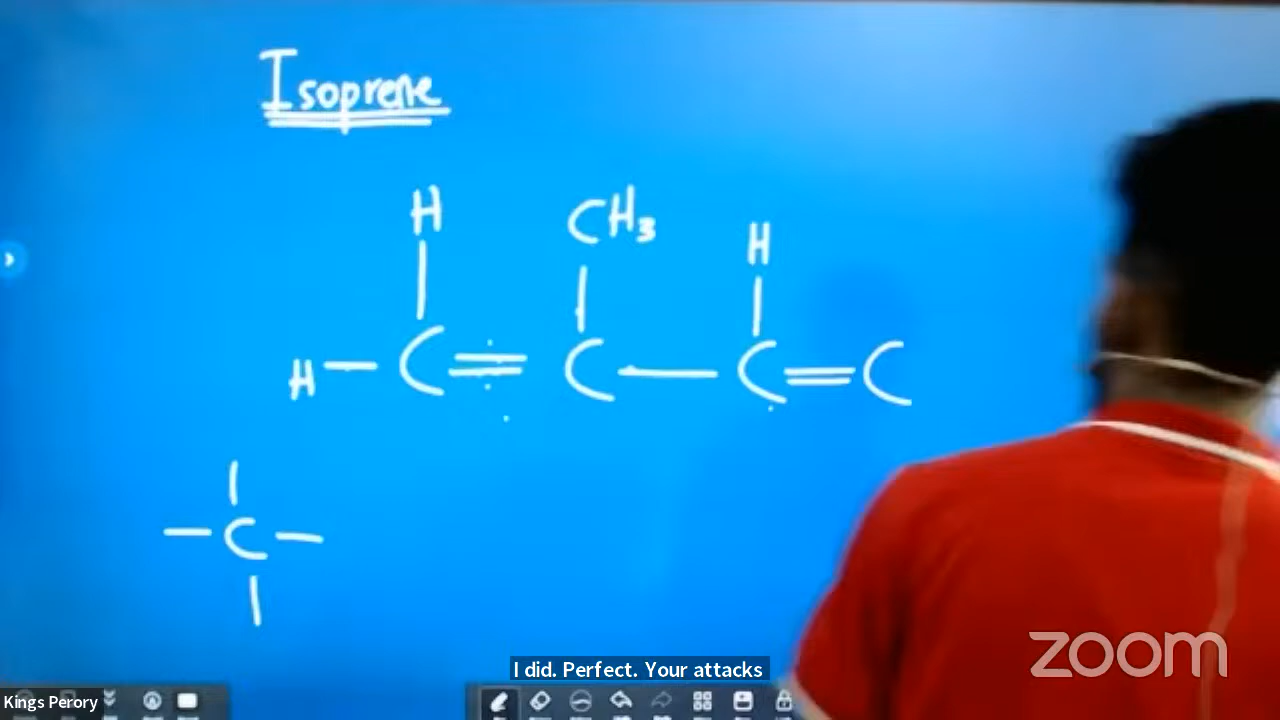 Isoprene
H CH₃ H
H – C = C – C = C
– C –
I did. Perfect. Your attacks
zoom
Kings Perory